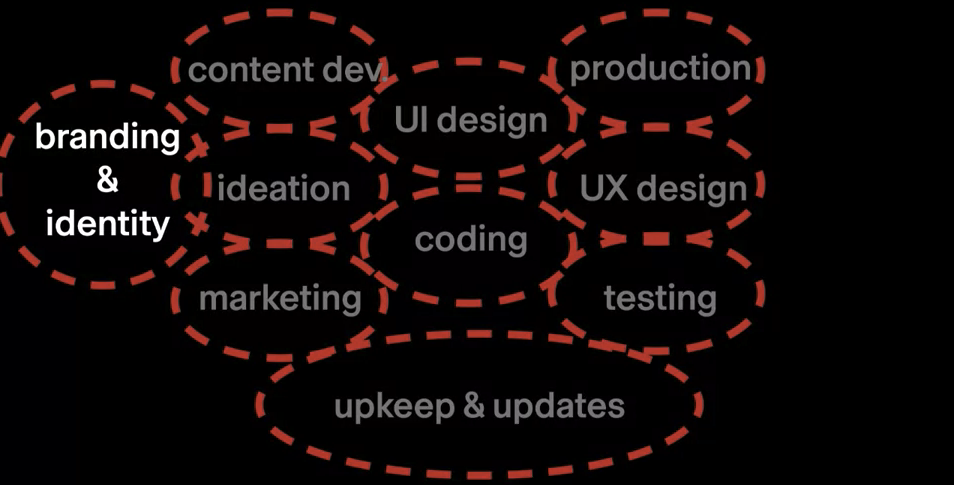 branding
&
identity
content dev.
ideation
marketing
UI design
coding
production
UX design
testing
upkeep & updates